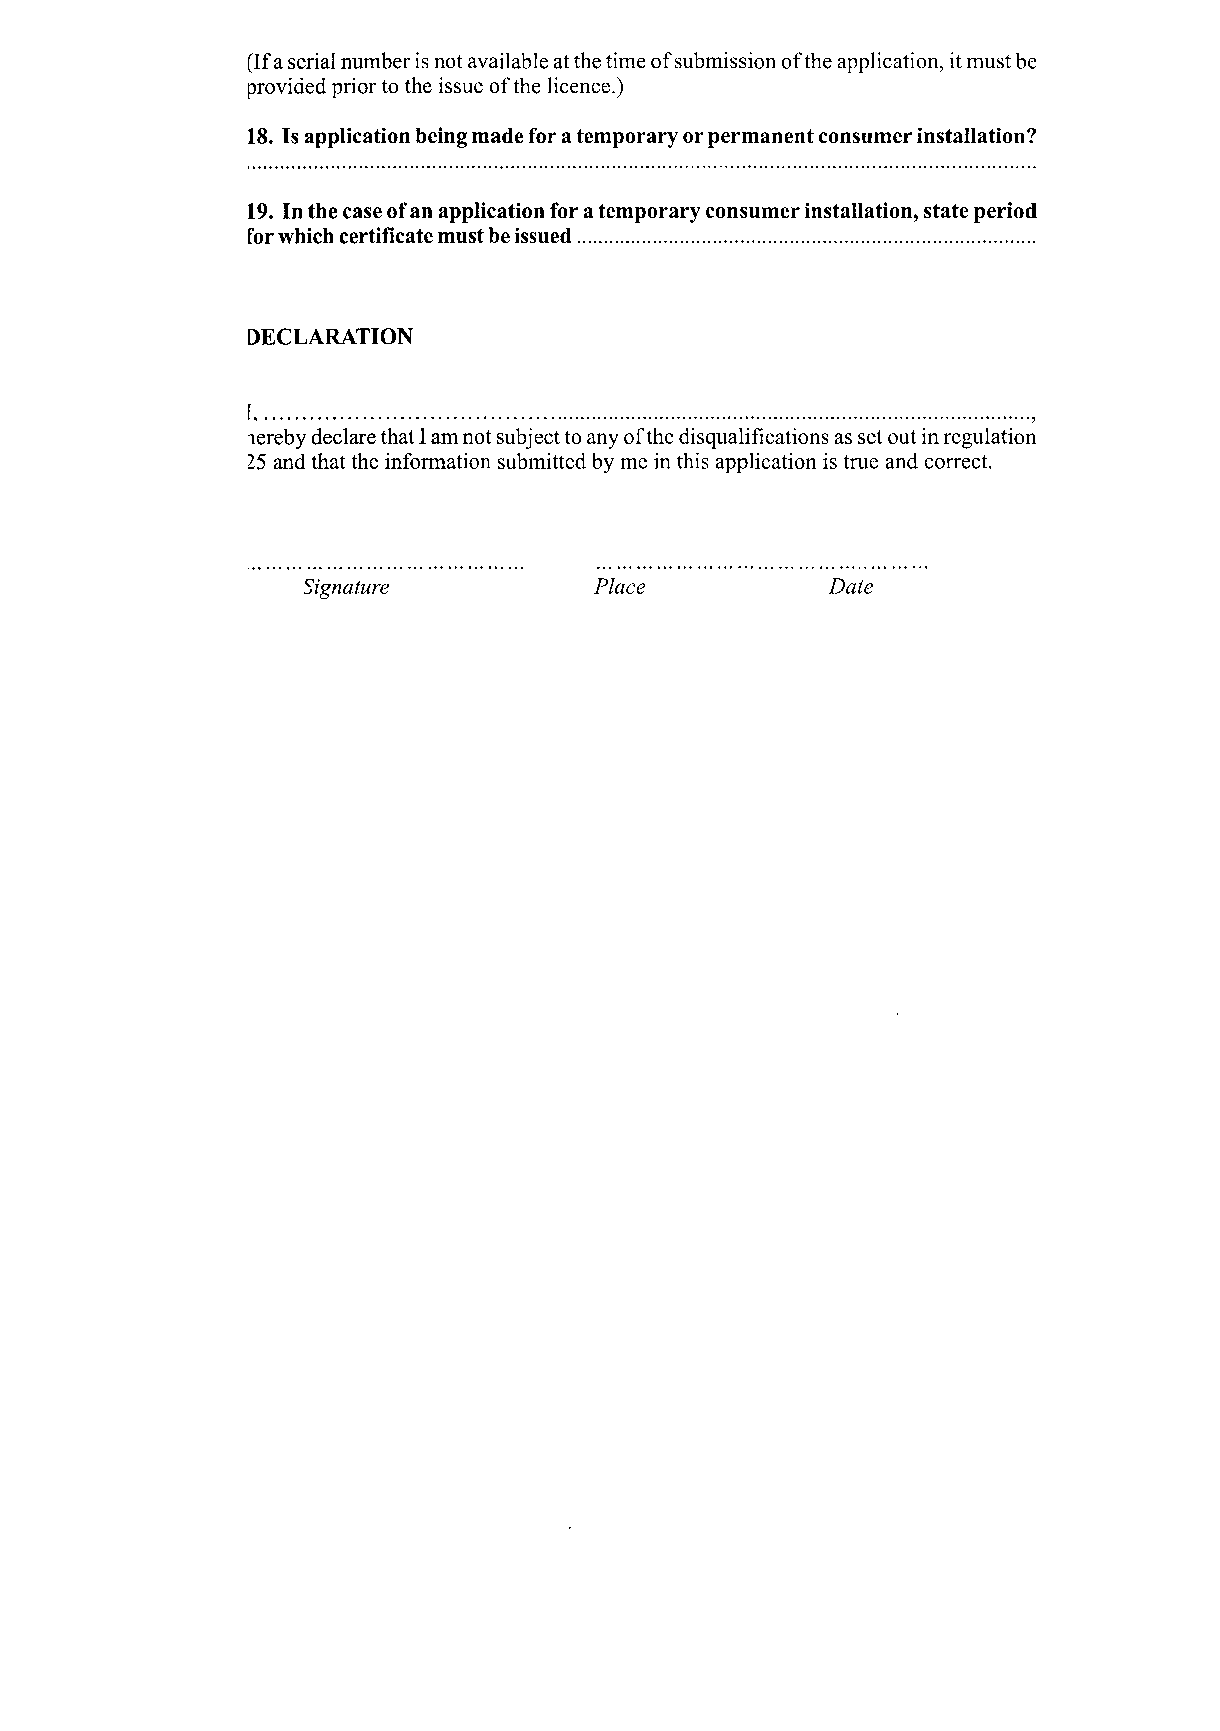 (If a serial number is not available at the time of submission of the application, it must be
provided prior to the issue of the licence.)
18. Is application being made for a temporary or permanent consumer installation?
................................................................................
19. In the case of an application for a temporary consumer installation, state period
for which certificate must be issued ................................................................................
DECLARATION
I, ................................................................................,
hereby declare that I am not subject to any of the disqualifications as set out in regulation
25 and that the information submitted by me in this application is true and correct.
........................................ ........................................
Signature Place Date